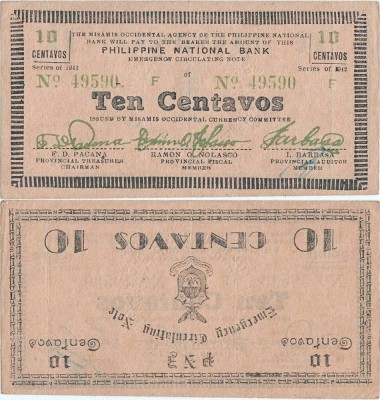 10 THE MISAMIS OCCIDENTAL AGENCY OF THE PHILIPPINE NATIONAL 10
BANK WILL PAY TO THE BEARER THE AMOUNT OF THIS
CENTAVOS PHILIPPINE NATIONAL BANK CENTAVOS
EMERGENCY CIRCULATING NOTE
Series of 1942 of Series of 1942
No 49590 F No 49590 F
Ten Centavos
ISSUED BY MISAMIS OCCIDENTAL CURRENCY COMMITTEE
F. D. PACANA RAMON O. NOLASCO I. BARBASA
PROVINCIAL TREASURER PROVINCIAL FISCAL PROVINCIAL AUDITOR
CHAIRMAN MEMBER MEMBER
10 PNB 10
Centavos Centavos
Emergency Circulating Note
10 CENTAVOS 10